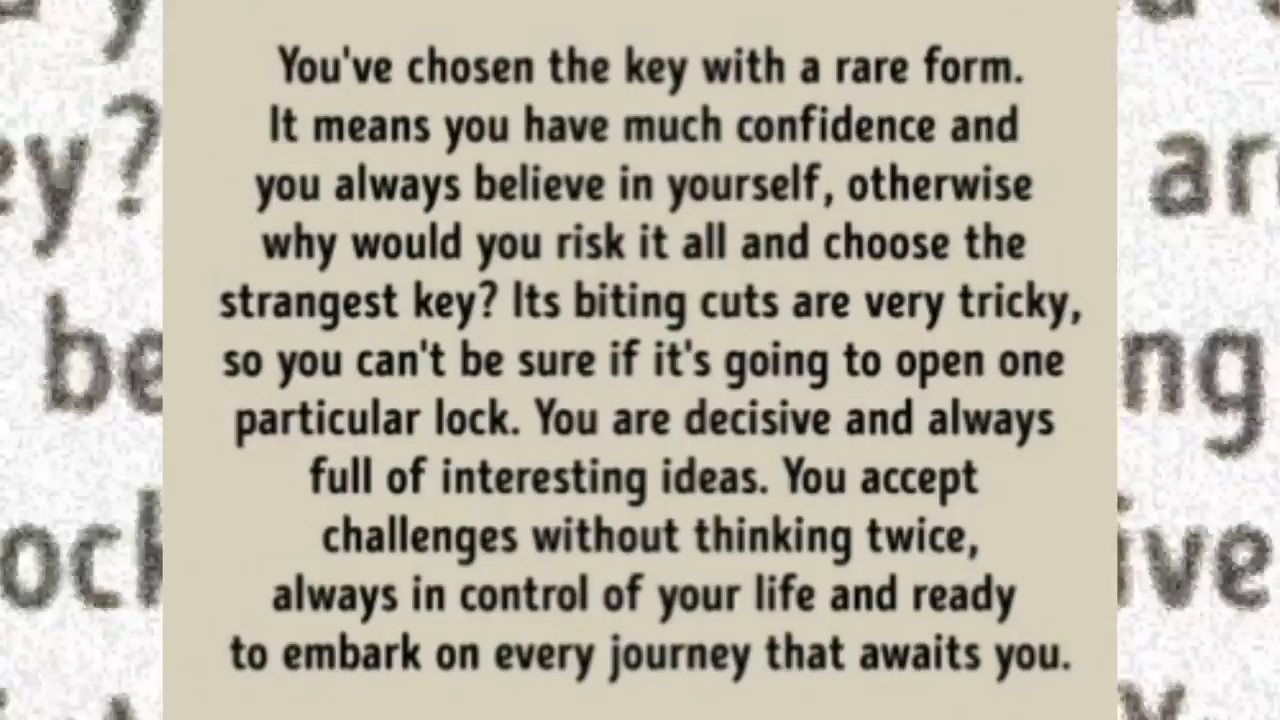 You've chosen the key with a rare form.
It means you have much confidence and
you always believe in yourself, otherwise
why would you risk it all and choose the
strangest key? Its biting cuts are very tricky,
so you can't be sure if it's going to open one
particular lock. You are decisive and always
full of interesting ideas. You accept
challenges without thinking twice,
always in control of your life and ready
to embark on every journey that awaits you.